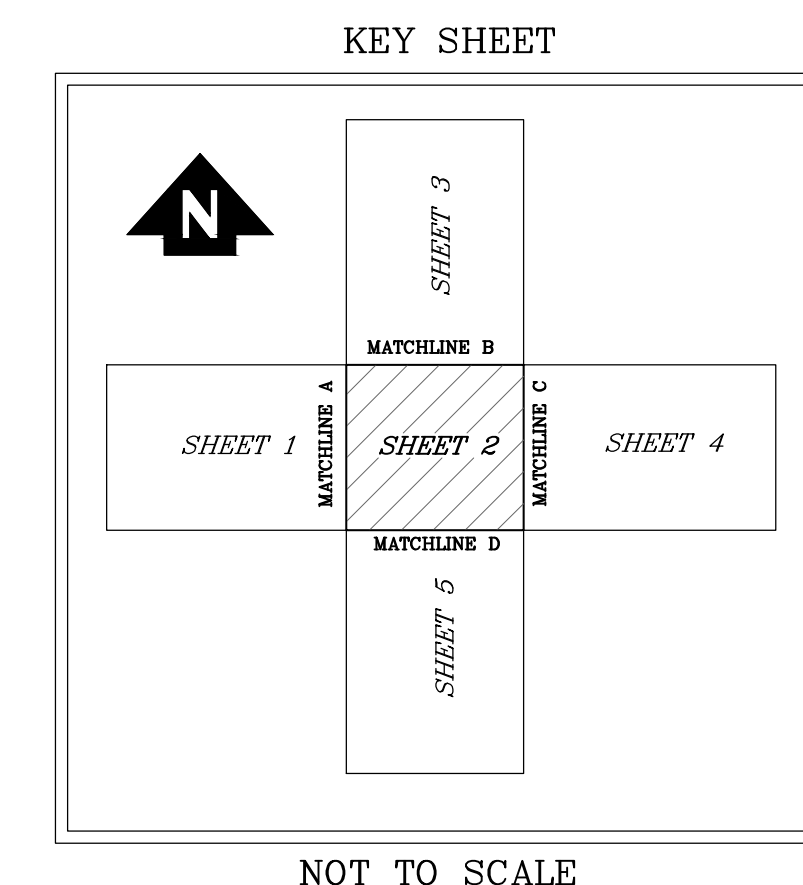 KEY SHEET
N
SHEET 3
MATCHLINE B
SHEET 1
MATCHLINE A
SHEET 2
MATCHLINE C
SHEET 4
MATCHLINE D
SHEET 5
NOT TO SCALE